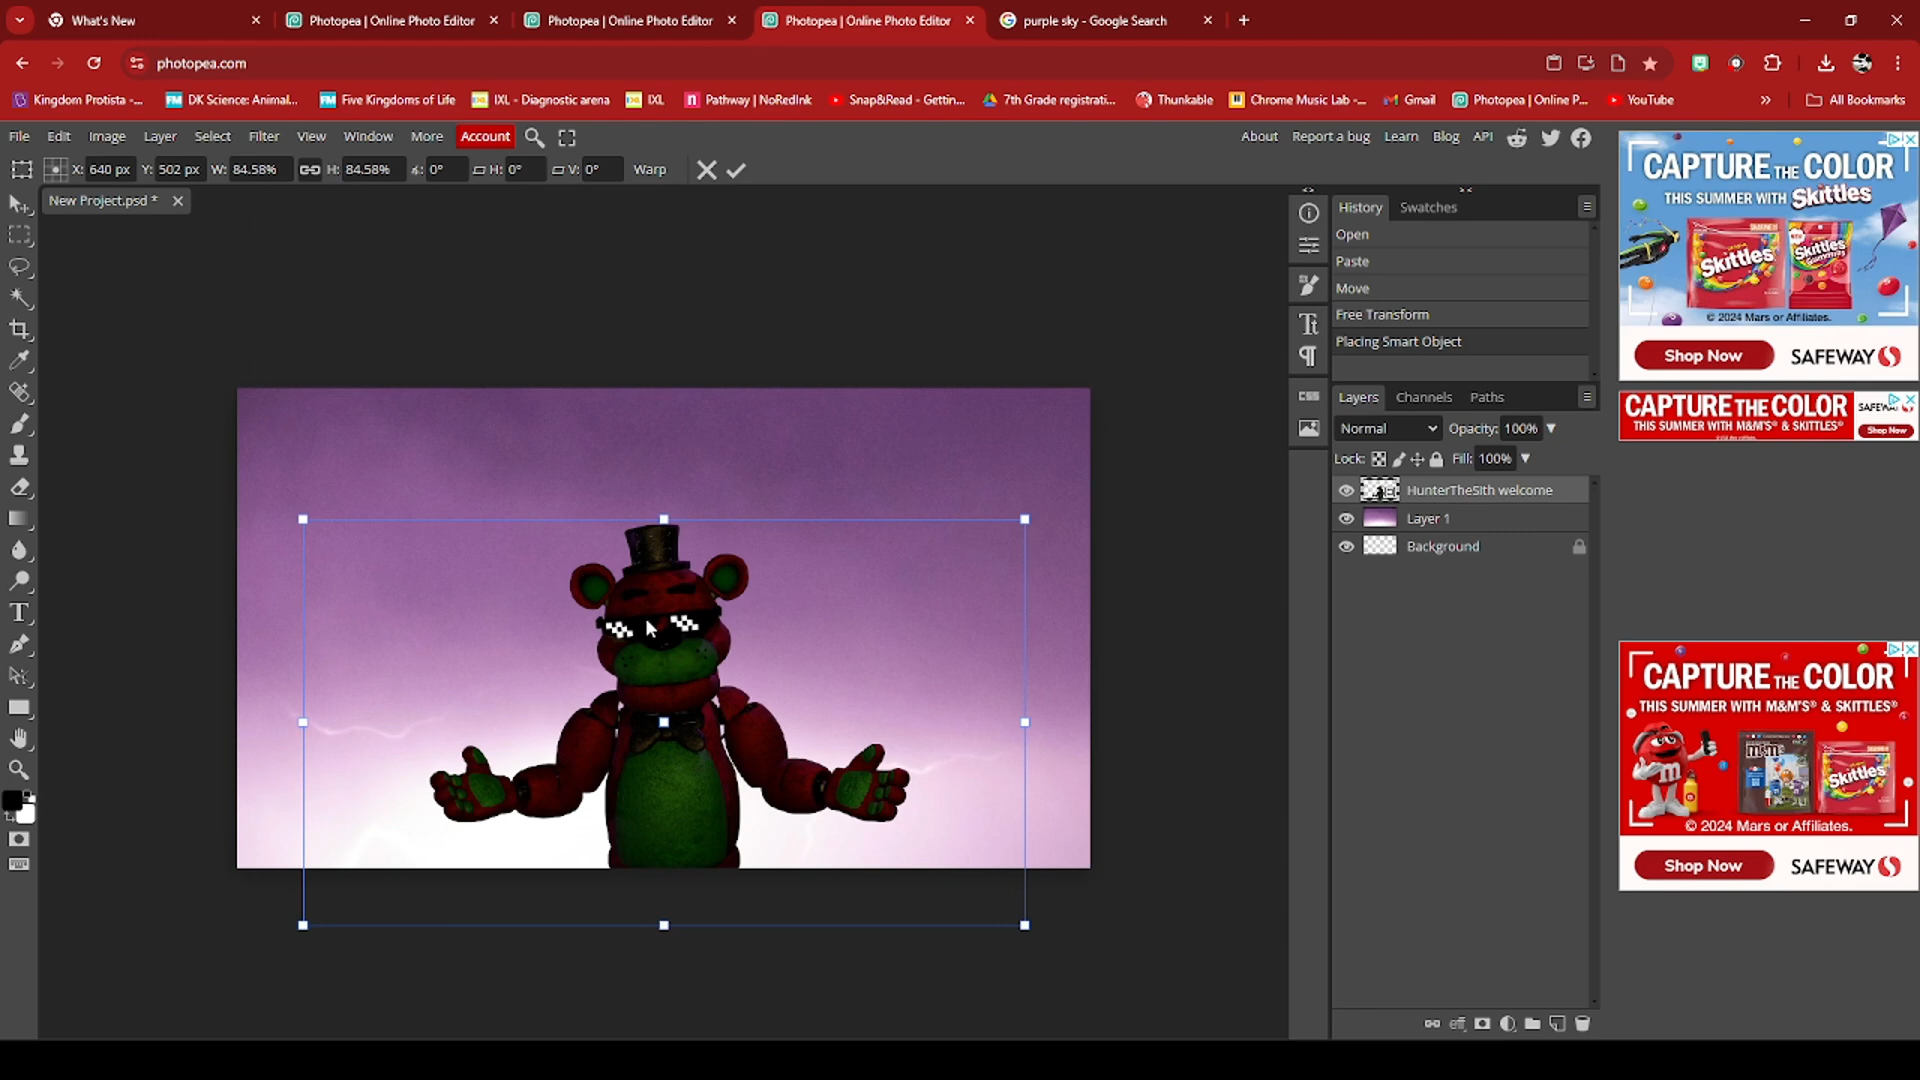 What's New
Photopea | Online Photo Editor
Photopea | Online Photo Editor
Photopea | Online Photo Editor
purple sky - Google Search
photopea.com
Kingdom Protista -...
DK Science: Animal...
Five Kingdoms of Life
IXL - Diagnostic arena
IXL
Pathway | NoRedInk
Snap&Read - Gettin...
7th Grade registrati...
Thunkable
Chrome Music Lab -...
Gmail
Photopea | Online P...
YouTube
All Bookmarks
File Edit Image Layer Select Filter View Window More Account
About Report a bug Learn Blog API
X: 640 px Y: 502 px W: 84.58% H: 84.58% ∡: 0° H: 0° V: 0° Warp
New Project.psd *
History Swatches
Open
Paste
Move
Free Transform
Placing Smart Object
Layers Channels Paths
Normal Opacity: 100%
Lock: Fill: 100%
HunterTheSIth welcome
Layer 1
Background
CSS
CAPTURE THE COLOR
THIS SUMMER WITH Skittles
Skittles
Skittles
GUMMIES
© 2024 Mars or Affiliates.
Shop Now SAFEWAY
CAPTURE THE COLOR
THIS SUMMER WITH M&M'S® & SKITTLES®
Shop Now
CAPTURE THE COLOR
THIS SUMMER WITH M&M'S® & SKITTLES®
m
m&m's
Skittles
© 2024 Mars or Affiliates.
Shop Now SAFEWAY